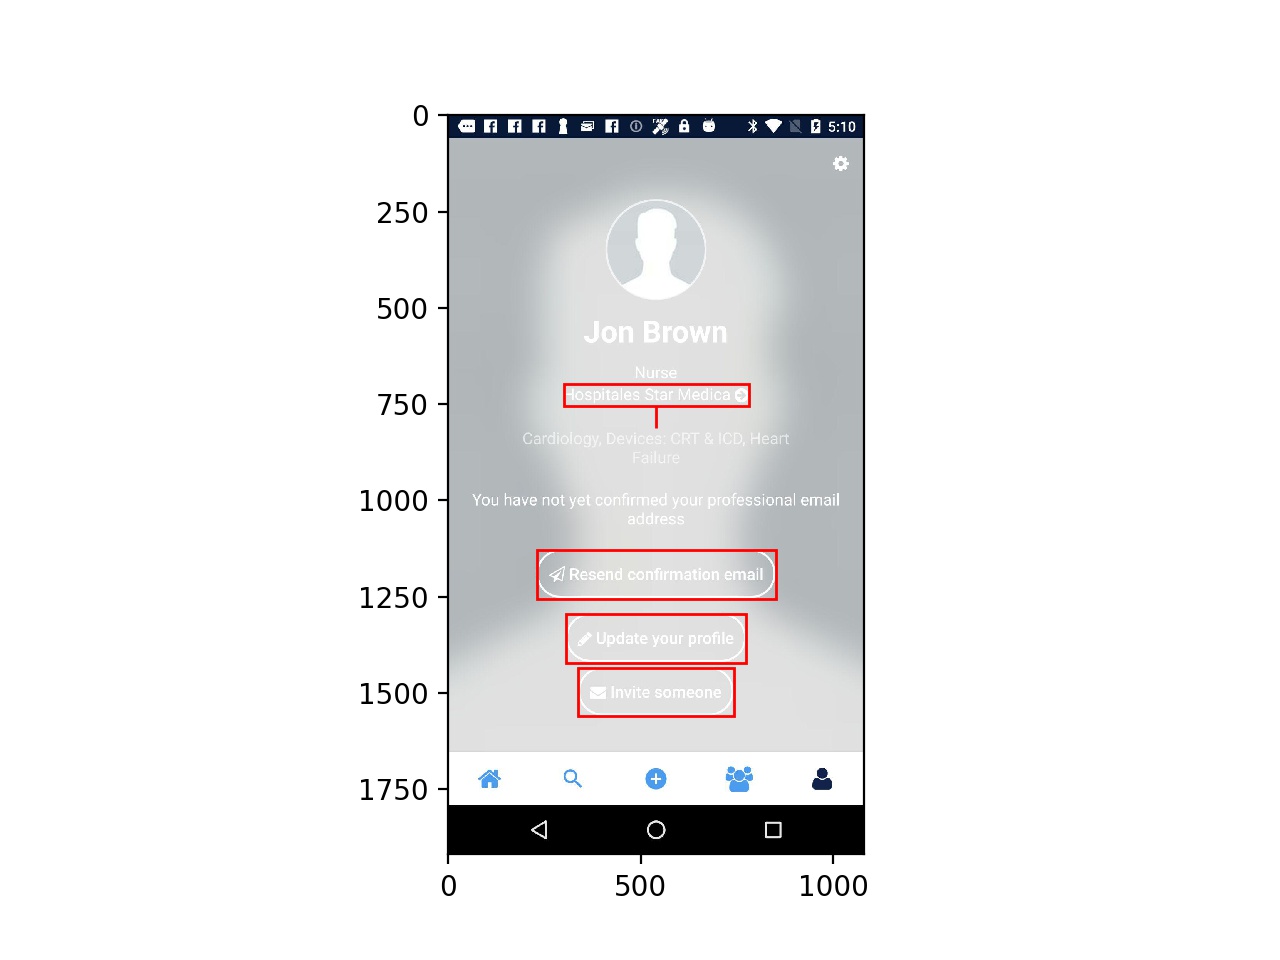 0
250
500
750
1000
1250
1500
1750
5:10
Jon Brown
Nurse
Hospitales Star Medica
Cardiology, Devices: CRT & ICD, Heart
Failure
You have not yet confirmed your professional email
address
Resend confirmation email
Update your profile
Invite someone
0
500
1000